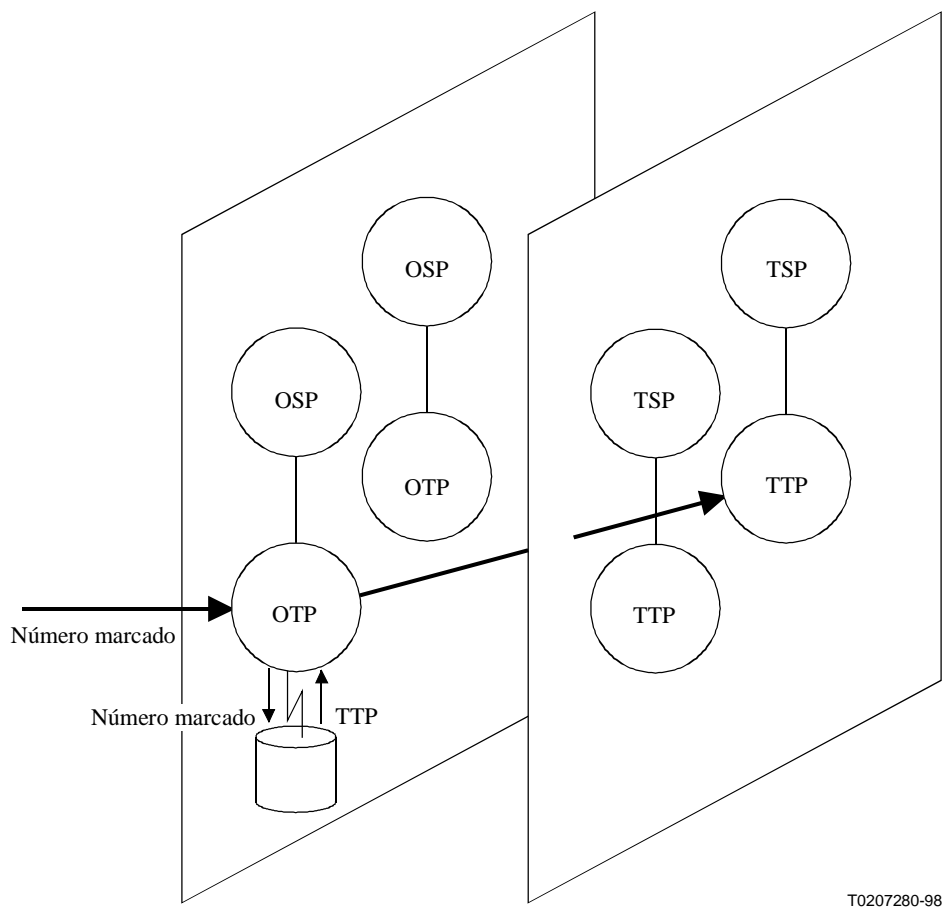 OSP
TSP
OSP
TSP
OTP
TTP
OTP
TTP
Número marcado
Número marcado
TTP
T0207280-98